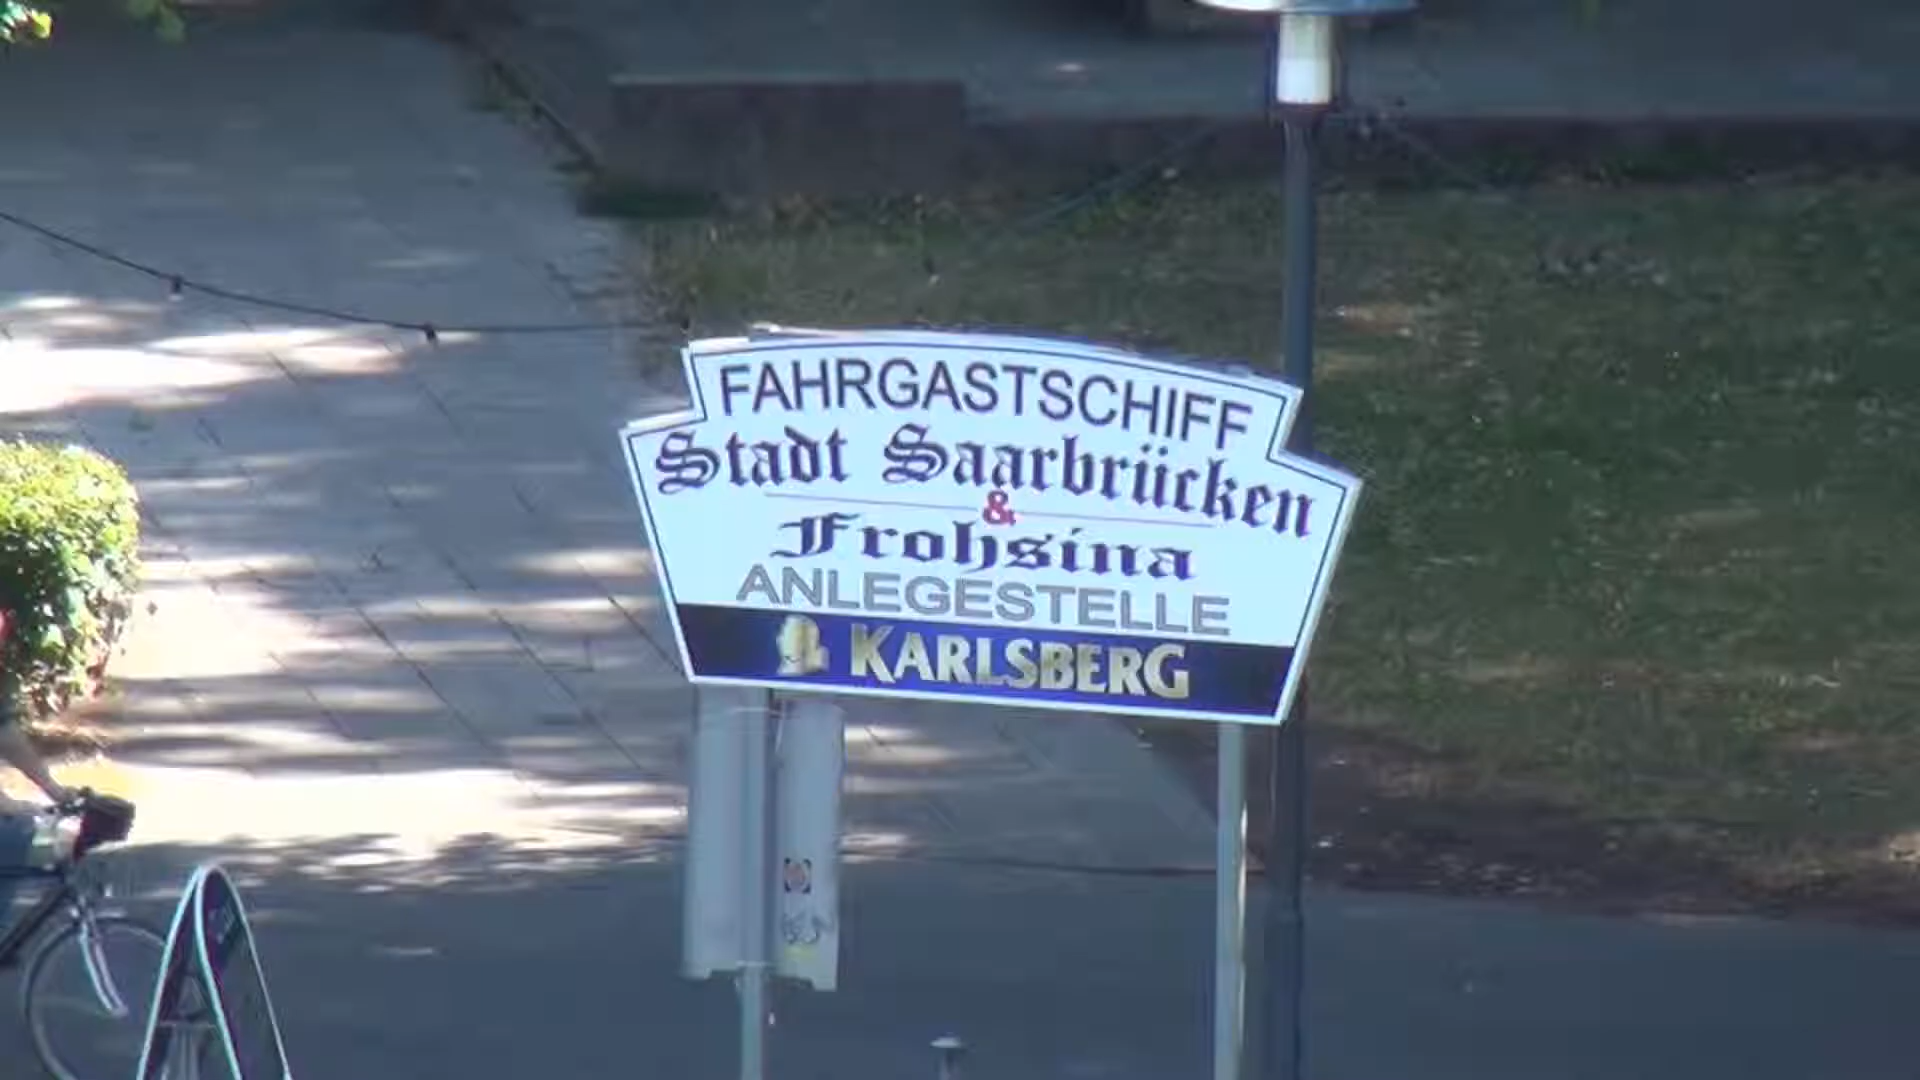 FAHRGASTSCHIFF
Stadt Saarbrücken
&
Frohsina
ANLEGESTELLE
KARLSBERG